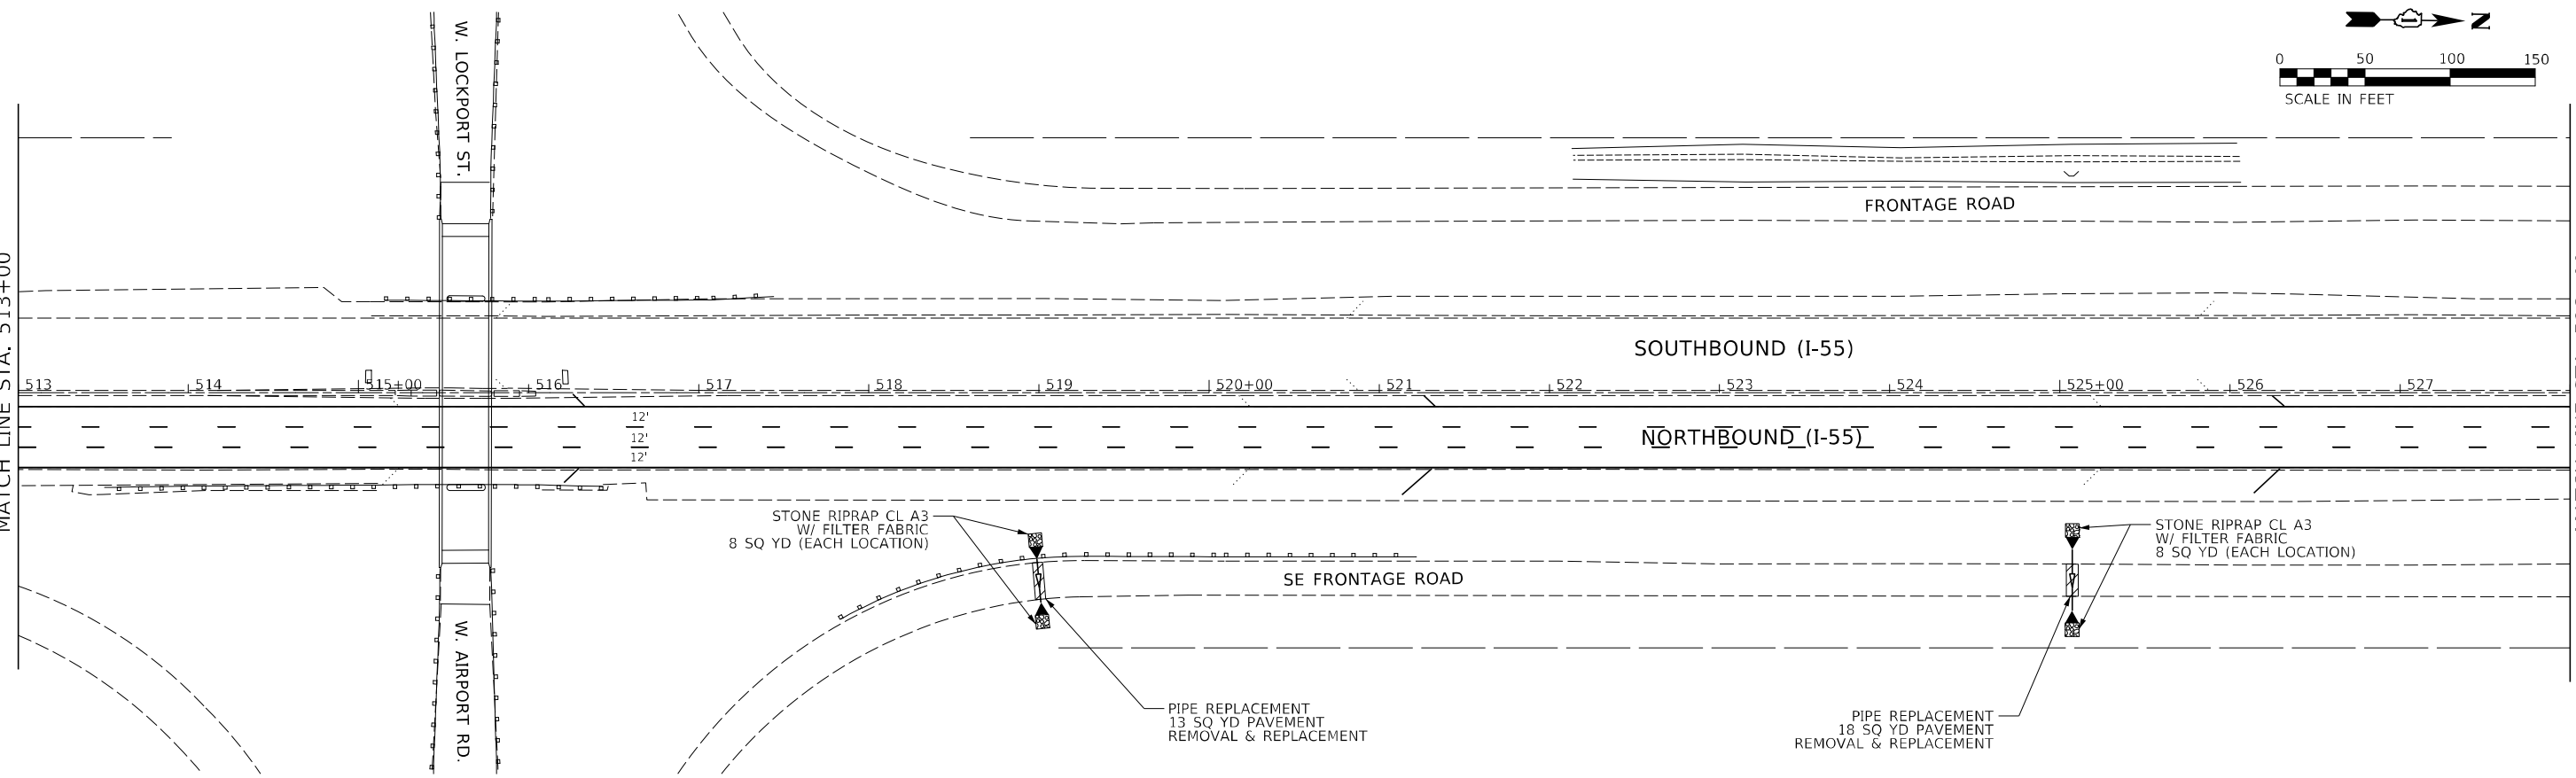 N
0 50 100 150
SCALE IN FEET
W. LOCKPORT ST.
FRONTAGE ROAD
MATCH LINE STA. 513+00
SOUTHBOUND (I-55)
513 514 515+00 516 517 518 519 520+00 521 522 523 524 525+00 526 527
12'
12'
12'
NORTHBOUND (I-55)
STONE RIPRAP CL A3
W/ FILTER FABRIC
8 SQ YD (EACH LOCATION)
STONE RIPRAP CL A3
W/ FILTER FABRIC
8 SQ YD (EACH LOCATION)
SE FRONTAGE ROAD
W. AIRPORT RD.
PIPE REPLACEMENT
13 SQ YD PAVEMENT
REMOVAL & REPLACEMENT
PIPE REPLACEMENT
18 SQ YD PAVEMENT
REMOVAL & REPLACEMENT